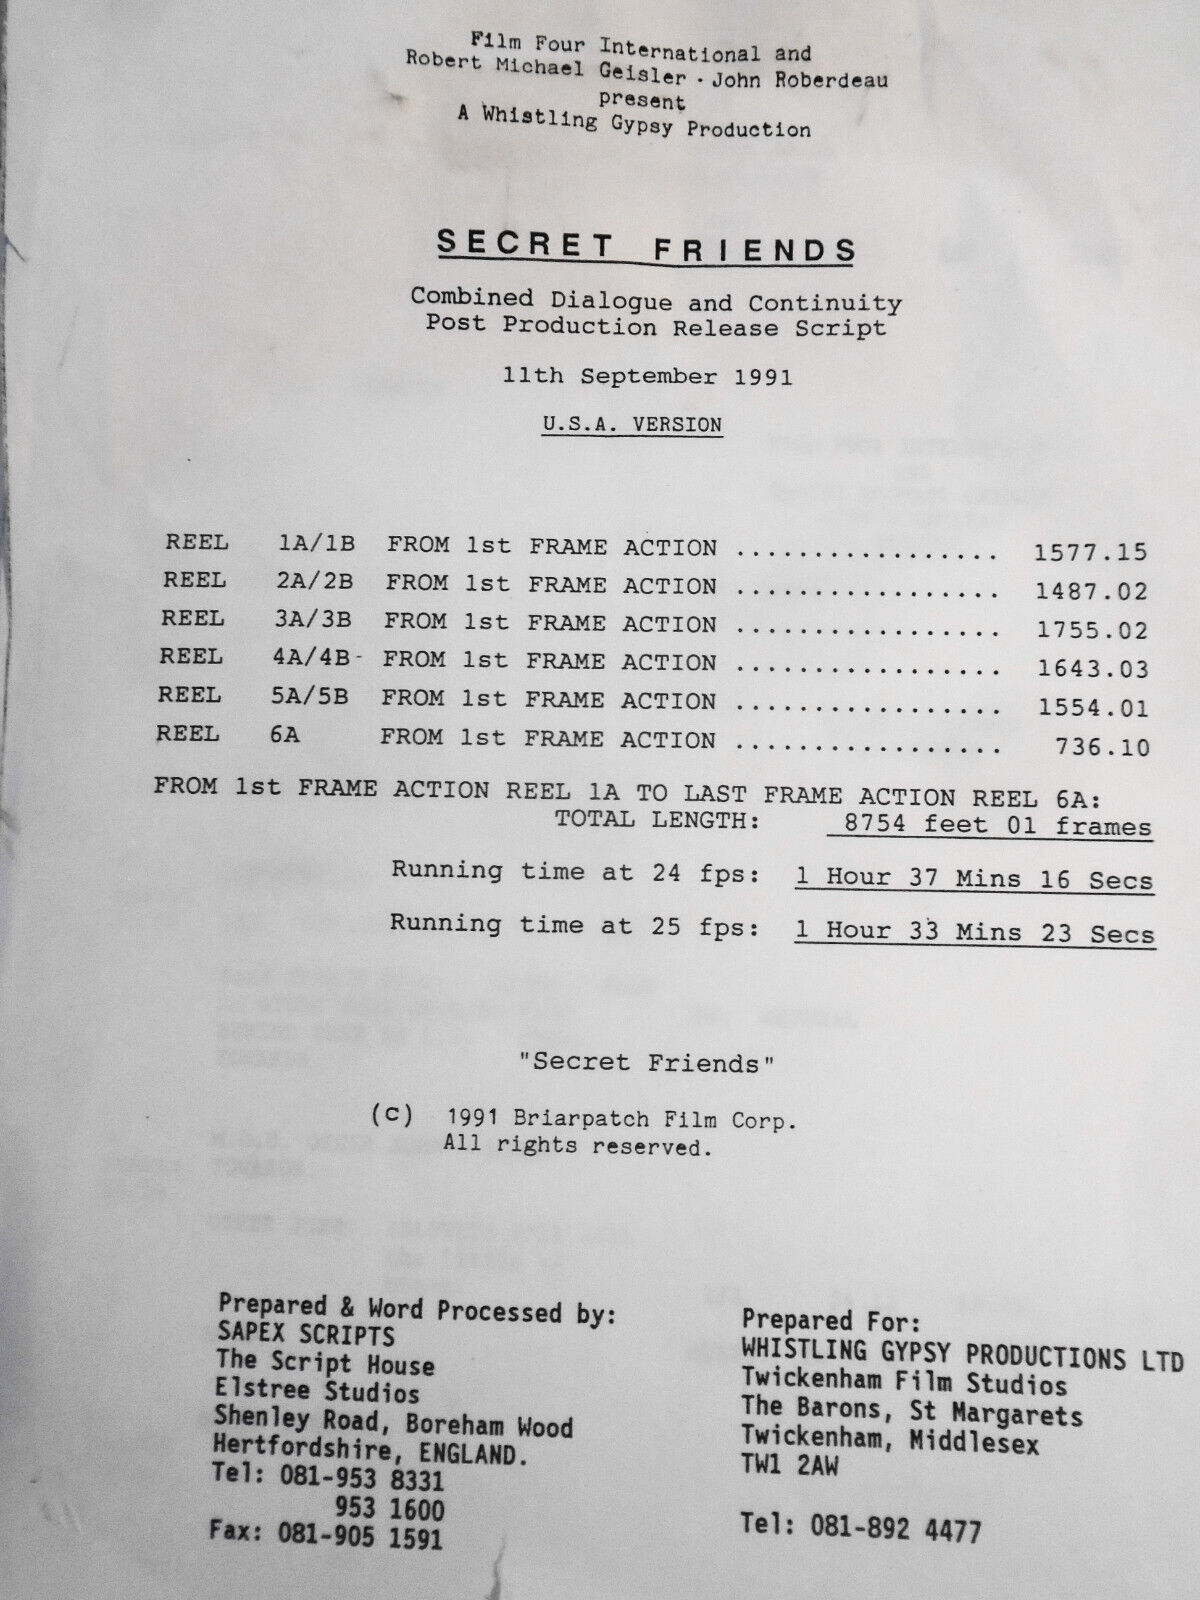 Film Four International and
Robert Michael Geisler · John Roberdeau
present
A Whistling Gypsy Production
SECRET FRIENDS
Combined Dialogue and Continuity
Post Production Release Script
11th September 1991
U.S.A. VERSION
REEL 1A/1B FROM 1st FRAME ACTION ................. 1577.15
REEL 2A/2B FROM 1st FRAME ACTION ................. 1487.02
REEL 3A/3B FROM 1st FRAME ACTION ................. 1755.02
REEL 4A/4B FROM 1st FRAME ACTION ................. 1643.03
REEL 5A/5B FROM 1st FRAME ACTION ................. 1554.01
REEL 6A FROM 1st FRAME ACTION ................. 736.10
FROM 1st FRAME ACTION REEL 1A TO LAST FRAME ACTION REEL 6A:
TOTAL LENGTH: 8754 feet 01 frames
Running time at 24 fps: 1 Hour 37 Mins 16 Secs
Running time at 25 fps: 1 Hour 33 Mins 23 Secs
"Secret Friends"
(c) 1991 Briarpatch Film Corp.
All rights reserved.
Prepared & Word Processed by:
SAPEX SCRIPTS
The Script House
Elstree Studios
Shenley Road, Boreham Wood
Hertfordshire, ENGLAND.
Tel: 081-953 8331
953 1600
Fax: 081-905 1591
Prepared For:
WHISTLING GYPSY PRODUCTIONS LTD
Twickenham Film Studios
The Barons, St Margarets
Twickenham, Middlesex
TW1 2AW
Tel: 081-892 4477